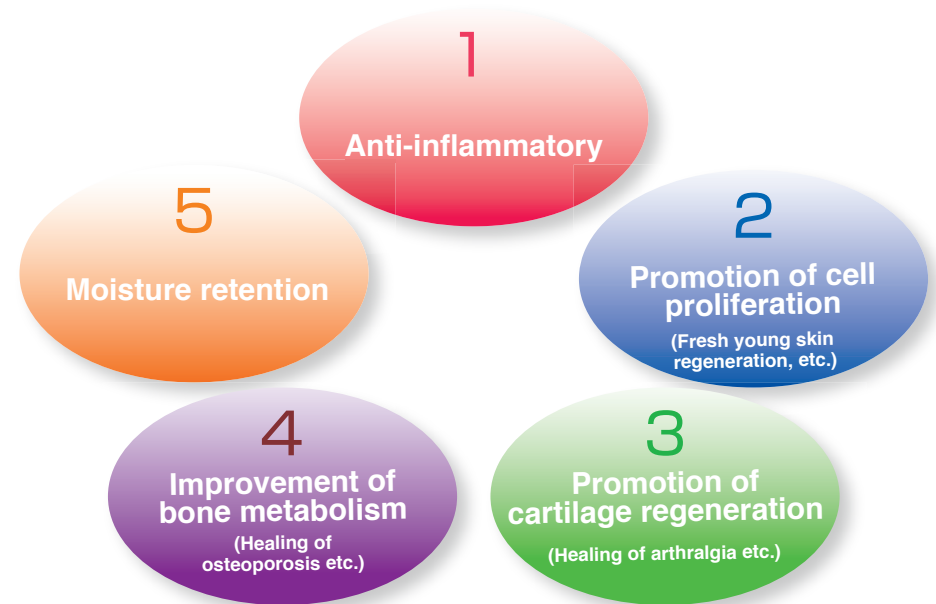 1
Anti-inflammatory
2
Promotion of cell
proliferation
(Fresh young skin
regeneration, etc.)
3
Promotion of
cartilage regeneration
(Healing of arthralgia etc.)
4
Improvement of
bone metabolism
(Healing of
osteoporosis etc.)
5
Moisture retention